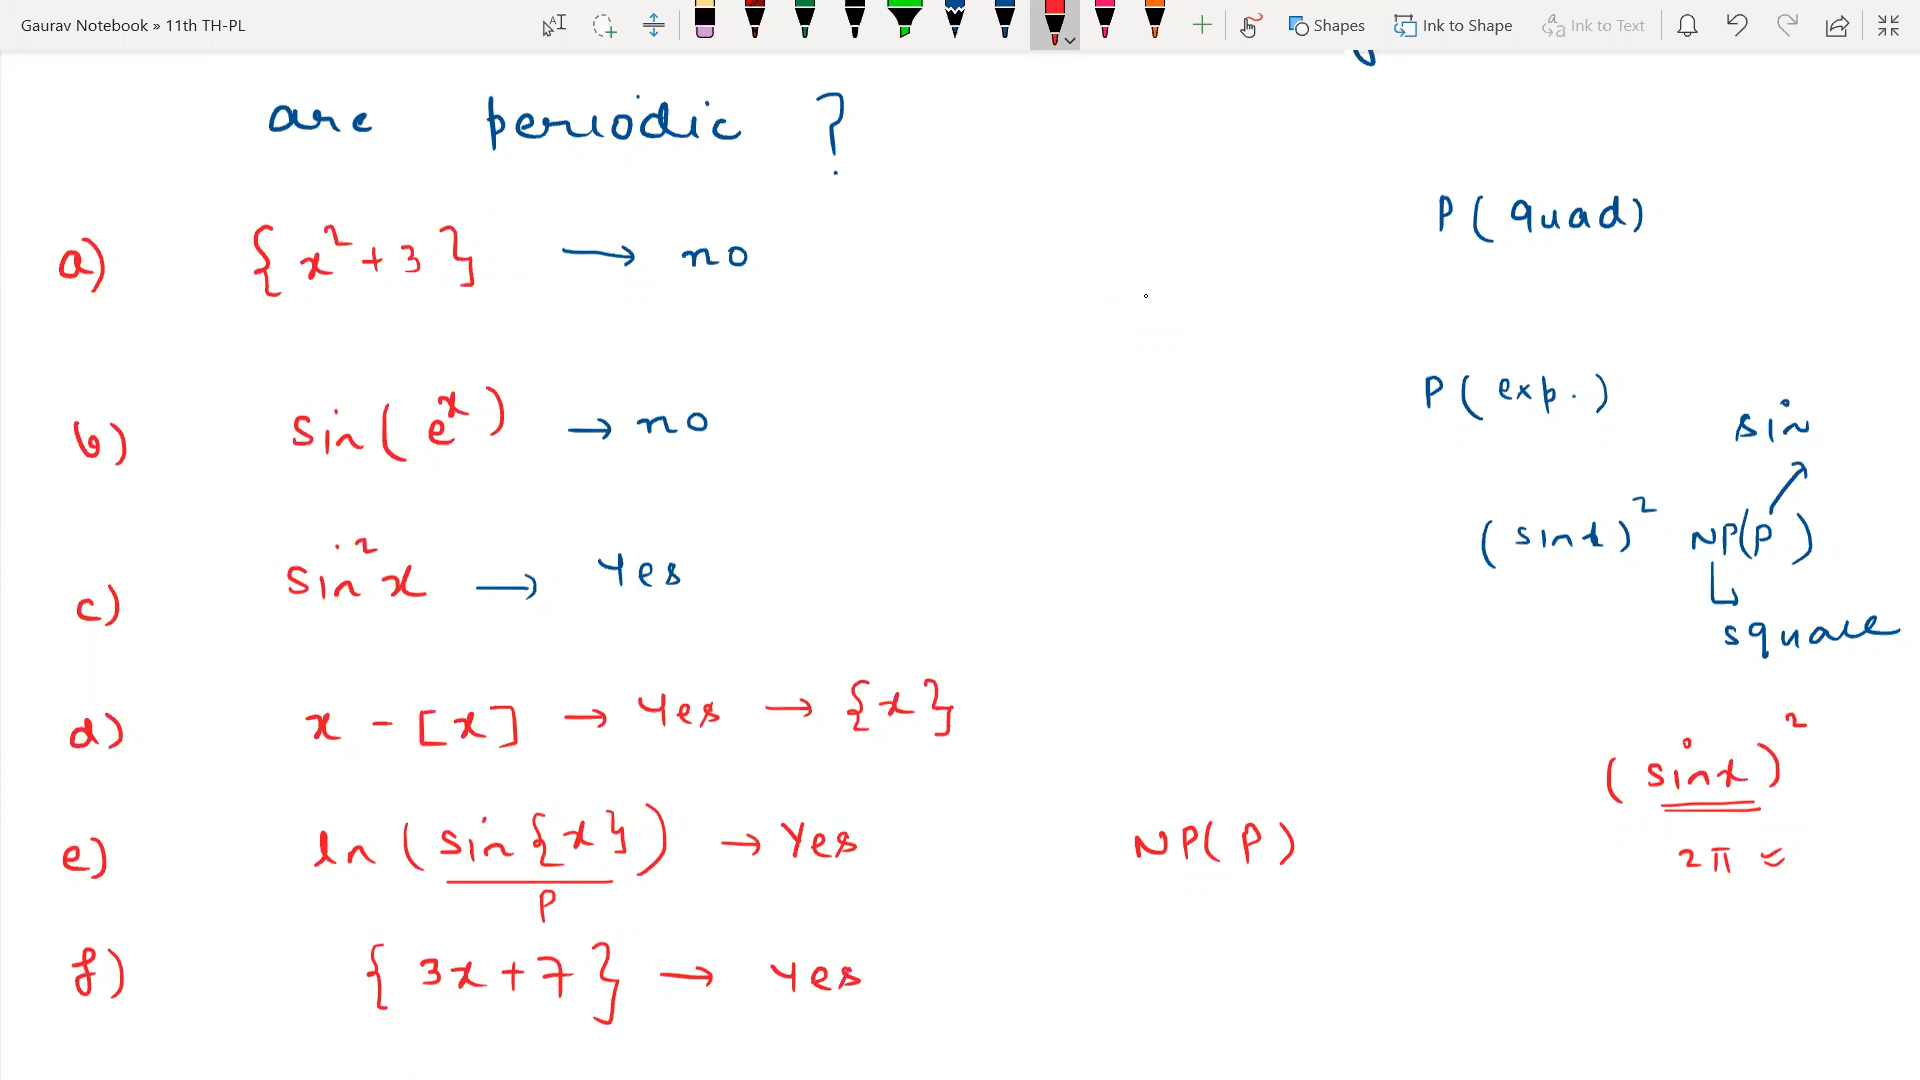 Gaurav Notebook » 11th TH-PL
Shapes
Ink to Shape
Ink to Text
are periodic ?
P ( quad )
a) { x² + 3 } → no
P ( exp. )
b) sin ( eˣ ) → no
sin
( sin x )² NP(P )
c) sin² x → Yes
square
d) x - [ x ] → Yes → { x }
( sin x )²
2π
e) ln ( sin { x } ) → Yes
NP( P )
P
f) { 3x + 7 } → Yes